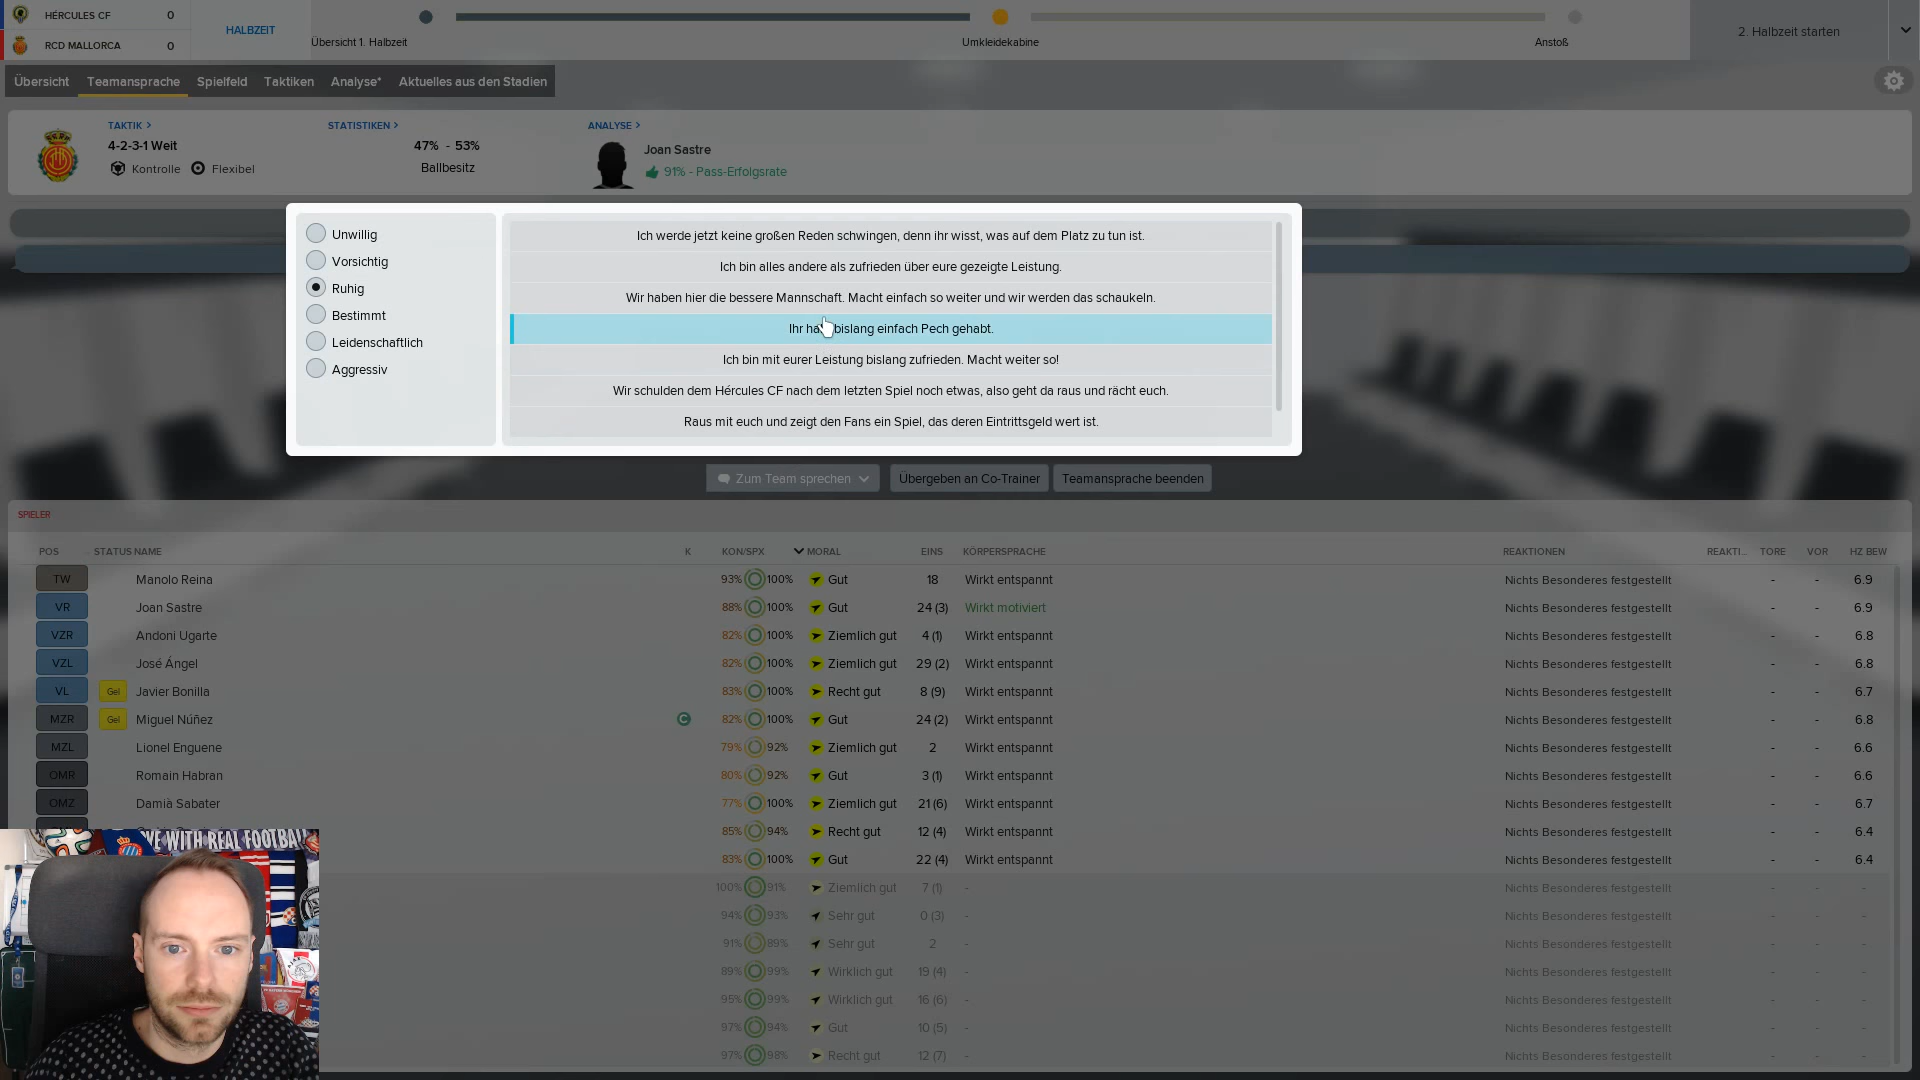 HÉRCULES CF 0
RCD MALLORCA 0
HALBZEIT
Übersicht 1. Halbzeit
Umkleidekabine
Anstoß
2. Halbzeit starten
Übersicht Teamansprache Spielfeld Taktiken Analyse* Aktuelles aus den Stadien
TAKTIK >
4-2-3-1 Weit
Kontrolle Flexibel
STATISTIKEN >
47% - 53%
Ballbesitz
ANALYSE >
Joan Sastre
91% - Pass-Erfolgsrate
Unwillig
Vorsichtig
Ruhig
Bestimmt
Leidenschaftlich
Aggressiv
Ich werde jetzt keine großen Reden schwingen, denn ihr wisst, was auf dem Platz zu tun ist.
Ich bin alles andere als zufrieden über eure gezeigte Leistung.
Wir haben hier die bessere Mannschaft. Macht einfach so weiter und wir werden das schaukeln.
Ihr bislang einfach Pech gehabt.
Ich bin mit eurer Leistung bislang zufrieden. Macht weiter so!
Wir schulden dem Hércules CF nach dem letzten Spiel noch etwas, also geht da raus und rächt euch.
Raus mit euch und zeigt den Fans ein Spiel, das deren Eintrittsgeld wert ist.
Zum Team sprechen Übergeben an Co-Trainer Teamansprache beenden
SPIELER
POS STATUS NAME K KON/SPX MORAL EINS KÖRPERSPRACHE REAKTIONEN REAKTI... TORE VOR HZ BEW
TW Manolo Reina 93% 100% Gut 18 Wirkt entspannt Nichts Besonderes festgestellt - - 6.9
VR Joan Sastre 88% 100% Gut 24 (3) Wirkt motiviert Nichts Besonderes festgestellt - - 6.9
VZR Andoni Ugarte 82% 100% Ziemlich gut 4 (1) Wirkt entspannt Nichts Besonderes festgestellt - - 6.8
VZL José Ángel 82% 100% Ziemlich gut 29 (2) Wirkt entspannt Nichts Besonderes festgestellt - - 6.8
VL Gel Javier Bonilla 83% 100% Recht gut 8 (9) Wirkt entspannt Nichts Besonderes festgestellt - - 6.7
MZR Gel Miguel Núñez C 82% 100% Gut 24 (2) Wirkt entspannt Nichts Besonderes festgestellt - - 6.8
MZL Lionel Enguene 79% 92% Ziemlich gut 2 Wirkt entspannt Nichts Besonderes festgestellt - - 6.6
OMR Romain Habran 80% 92% Gut 3 (1) Wirkt entspannt Nichts Besonderes festgestellt - - 6.6
OMZ Damià Sabater 77% 100% Ziemlich gut 21 (6) Wirkt entspannt Nichts Besonderes festgestellt - - 6.7
85% 94% Recht gut 12 (4) Wirkt entspannt Nichts Besonderes festgestellt - - 6.4
83% 100% Gut 22 (4) Wirkt entspannt Nichts Besonderes festgestellt - - 6.4
100% 91% Ziemlich gut 7 (1) - Nichts Besonderes festgestellt - - -
94% 93% Sehr gut 0 (3) - Nichts Besonderes festgestellt - - -
91% 89% Sehr gut 2 - Nichts Besonderes festgestellt - - -
89% 99% Wirklich gut 19 (4) - Nichts Besonderes festgestellt - - -
95% 99% Wirklich gut 16 (6) - Nichts Besonderes festgestellt - - -
97% 94% Gut 10 (5) - Nichts Besonderes festgestellt - - -
97% 98% Recht gut 12 (7) - Nichts Besonderes festgestellt - - -
WITH REAL FOOTBALL